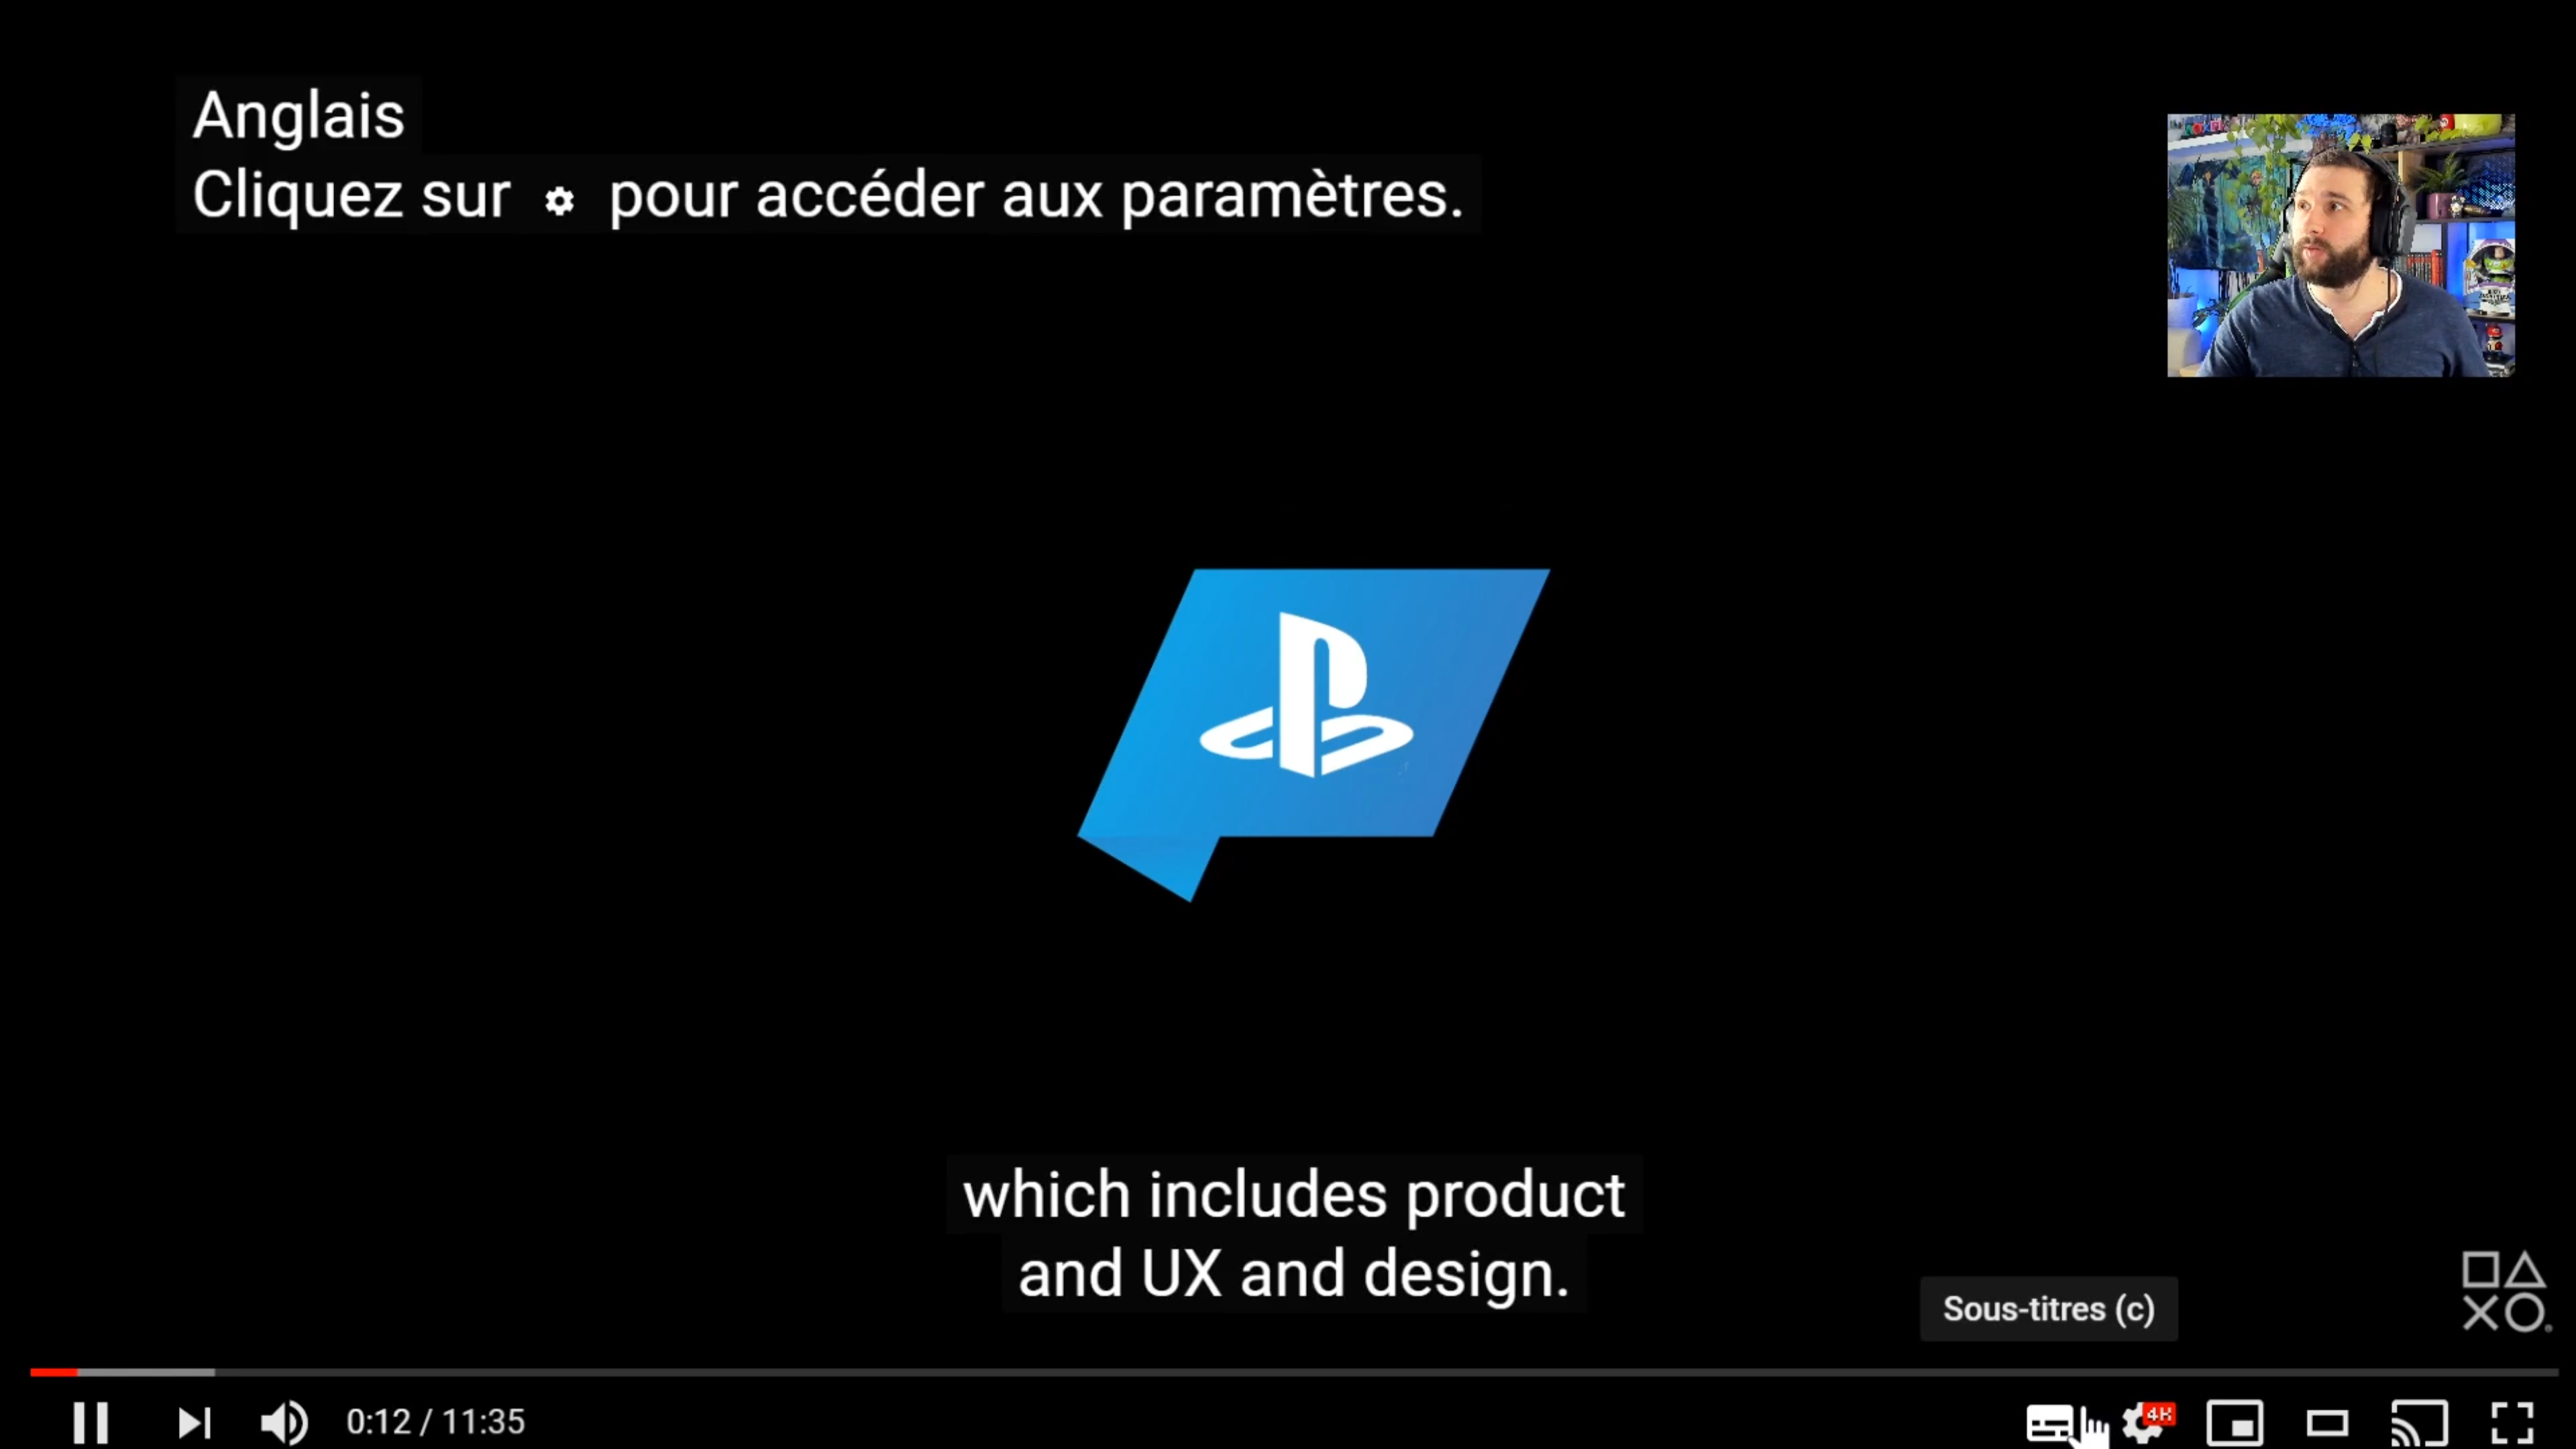 Anglais
Cliquez sur pour accéder aux paramètres.
which includes product
and UX and design.
Sous-titres (c)
0:12 / 11:35
4K